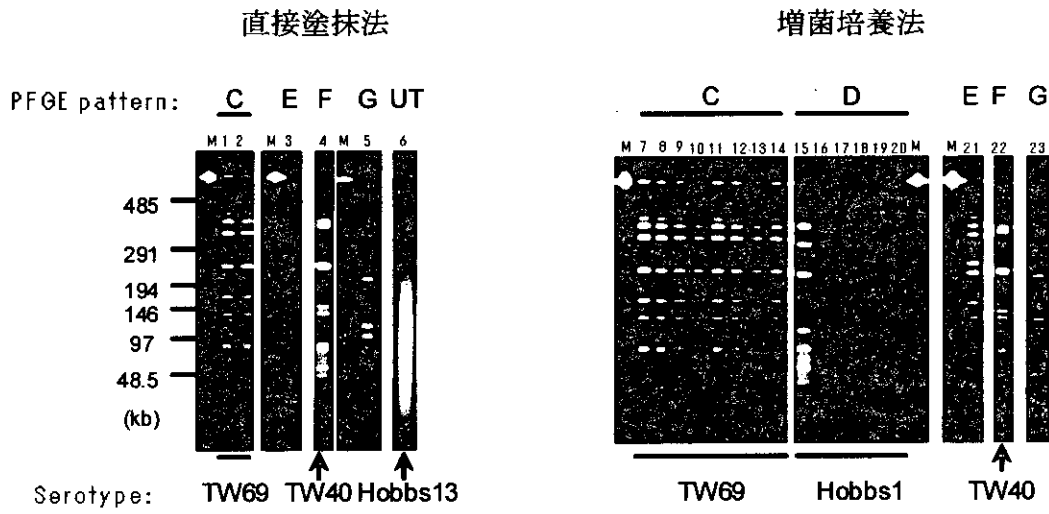 直接塗抹法 増菌培養法
PFGE pattern: C E F G UT C D E F G
M 1 2 M 3 4 M 5 6 M 7 8 9 10 11 12 13 14 15 16 17 18 19 20 M M 21 22 23
485
291
194
146
97
48.5
(kb)
Serotype: TW69 TW40 Hobbs13 TW69 Hobbs1 TW40